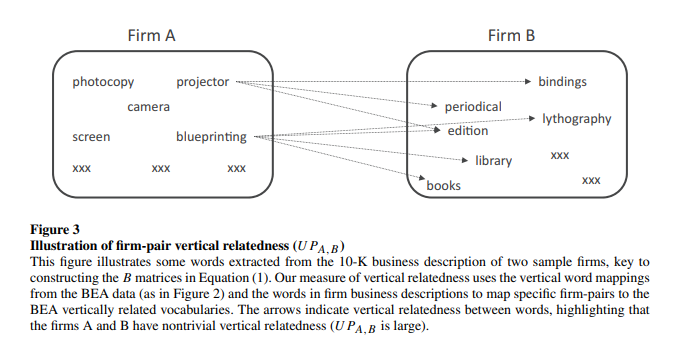 Firm A
Firm B
photocopy projector
camera
screen blueprinting
xxx xxx xxx
bindings
periodical
lythography
edition
xxx
library
xxx
books
Figure 3
Illustration of firm-pair vertical relatedness (UP_{A,B})
This figure illustrates some words extracted from the 10-K business description of two sample firms, key to
constructing the B matrices in Equation (1). Our measure of vertical relatedness uses the vertical word mappings
from the BEA data (as in Figure 2) and the words in firm business descriptions to map specific firm-pairs to the
BEA vertically related vocabularies. The arrows indicate vertical relatedness between words, highlighting that
the firms A and B have nontrivial vertical relatedness (UP_{A,B} is large).